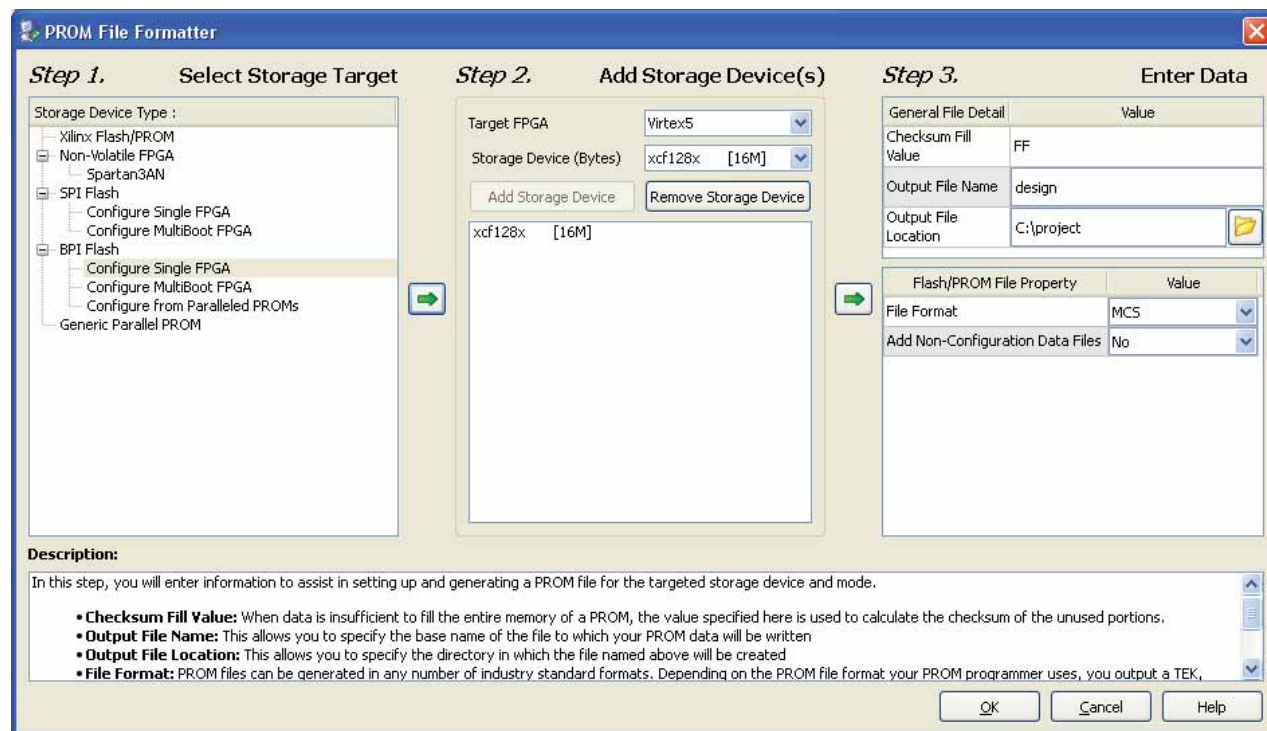 PROM File Formatter
Step 1. Select Storage Target
Storage Device Type :
Xilinx Flash/PROM
Non-Volatile FPGA
Spartan3AN
SPI Flash
Configure Single FPGA
Configure MultiBoot FPGA
BPI Flash
Configure Single FPGA
Configure MultiBoot FPGA
Configure from Paralleled PROMs
Generic Parallel PROM
Step 2. Add Storage Device(s)
Target FPGA Virtex5
Storage Device (Bytes) xcf128x [16M]
Add Storage Device Remove Storage Device
xcf128x [16M]
Step 3. Enter Data
General File Detail Value
Checksum Fill
Value FF
Output File Name design
Output File
Location C:\project
Flash/PROM File Property Value
File Format MCS
Add Non-Configuration Data Files No
Description:
In this step, you will enter information to assist in setting up and generating a PROM file for the targeted storage device and mode.
• Checksum Fill Value: When data is insufficient to fill the entire memory of a PROM, the value specified here is used to calculate the checksum of the unused portions.
• Output File Name: This allows you to specify the base name of the file to which your PROM data will be written
• Output File Location: This allows you to specify the directory in which the file named above will be created
• File Format: PROM files can be generated in any number of industry standard formats. Depending on the PROM file format your PROM programmer uses, you output a TEK,
OK Cancel Help